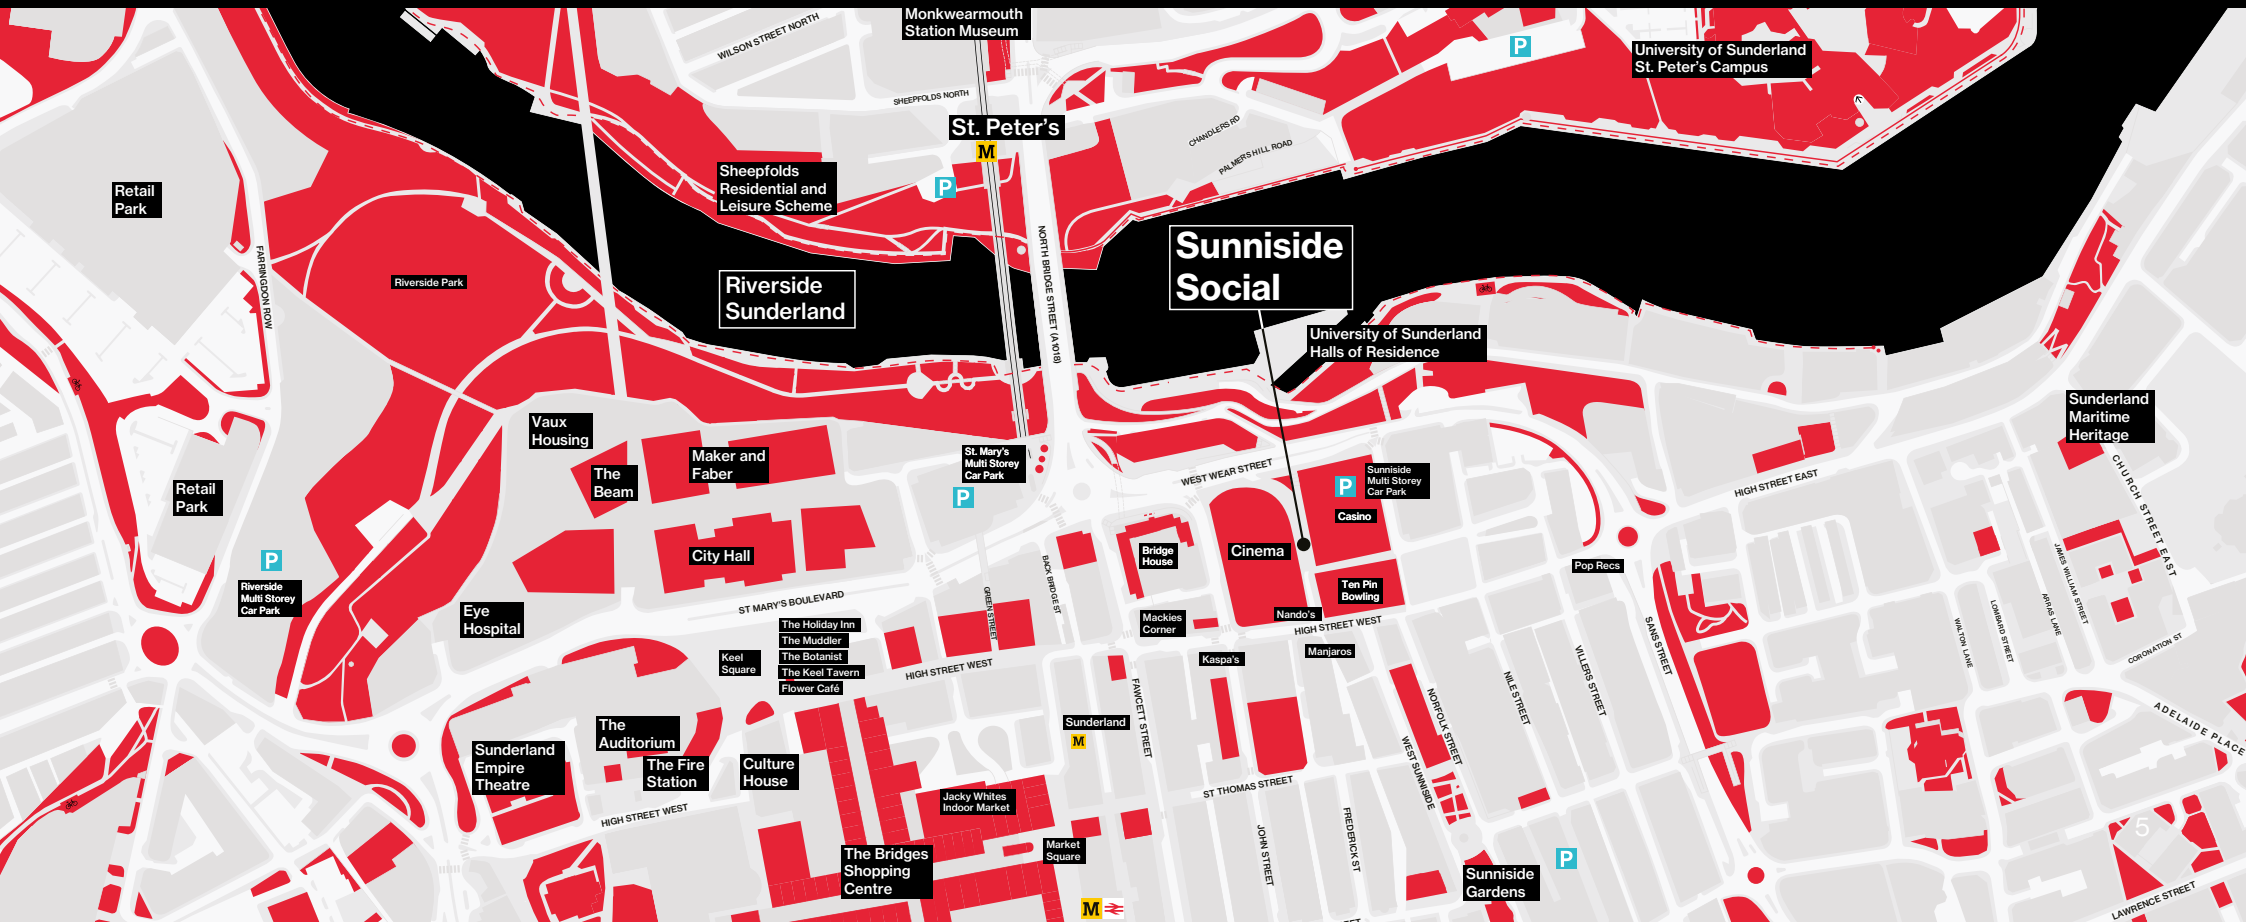 Monkwearmouth
Station Museum
WILSON STREET NORTH
P
University of Sunderland
St. Peter's Campus
SHEEPFOLDS NORTH
St. Peter's
M
CHANDLERS RD
PALMERS HILL ROAD
Sheepfolds
Residential and
Leisure Scheme
P
Retail
Park
FARRINGDON ROW
Riverside Park
Riverside
Sunderland
NORTH BRIDGE STREET (A1018)
Sunniside
Social
University of Sunderland
Halls of Residence
Sunderland
Maritime
Heritage
Vaux
Housing
The
Beam
Maker and
Faber
St. Mary's
Multi Storey
Car Park
P
WEST WEAR STREET
P
Sunniside
Multi Storey
Car Park
Casino
HIGH STREET EAST
CHURCH STREET EAST
Retail
Park
P
Riverside
Multi Storey
Car Park
City Hall
Bridge
House
Cinema
Ten Pin
Bowling
Pop Recs
BACK BRIDGE ST
GREEN STREET
JAMES WILLIAM STREET
ARRAS LANE
LOMBARD STREET
WALTON LANE
CORONATION ST
Eye
Hospital
ST MARY'S BOULEVARD
The Holiday Inn
The Muddler
The Botanist
The Keel Tavern
Flower Café
Keel
Square
HIGH STREET WEST
Mackies
Corner
Nando's
HIGH STREET WEST
Kaspa's
Manjaros
SANS STREET
VILLIERS STREET
NILE STREET
NORFOLK STREET
WEST SUNNISIDE
FAWCETT STREET
ADELAIDE PLACE
Sunderland
M
The
Auditorium
The Fire
Station
Sunderland
Empire
Theatre
Culture
House
HIGH STREET WEST
Jacky Whites
Indoor Market
ST THOMAS STREET
JOHN STREET
FREDERICK ST
Market
Square
The Bridges
Shopping
Centre
M
Sunniside
Gardens
P
5
LAWRENCE STREET